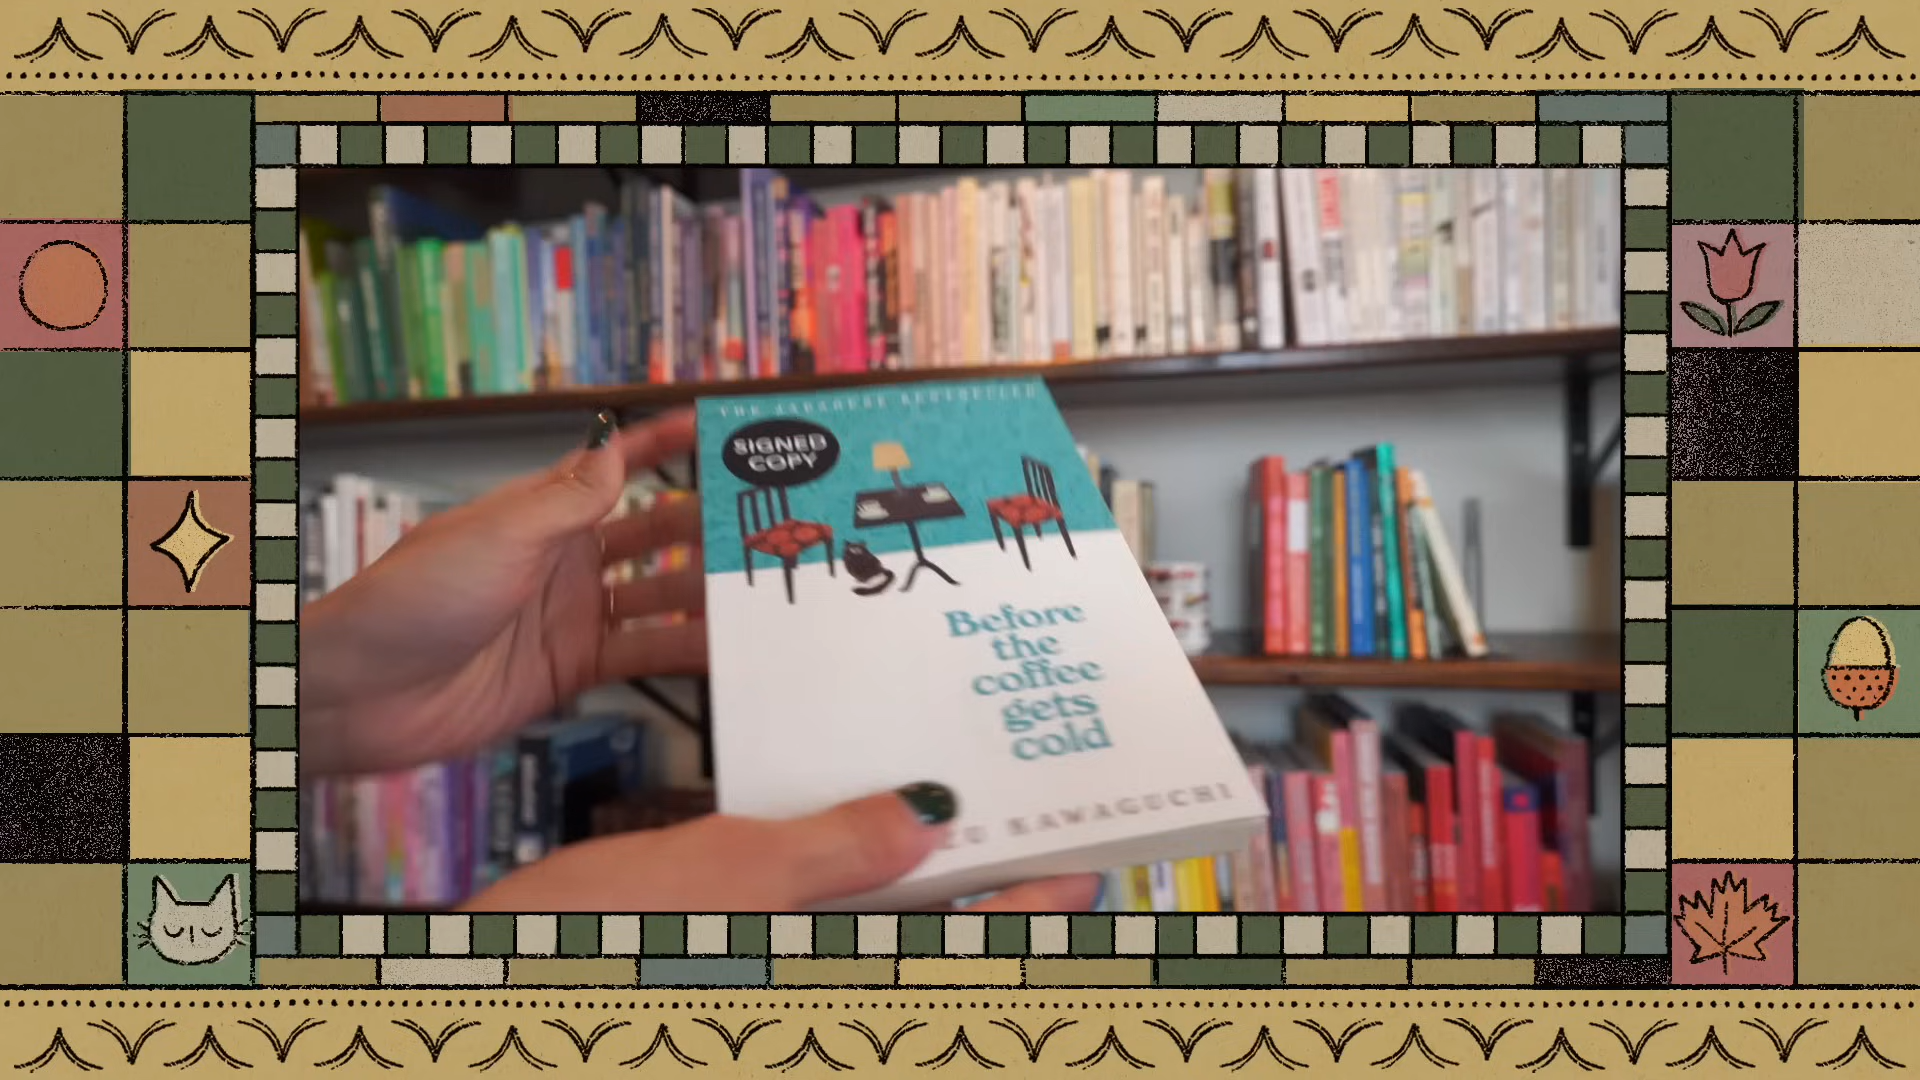 THE JAPANESE BESTSELLER
SIGNED
COPY
Before
the
coffee
gets
cold
KAWAGUCHI